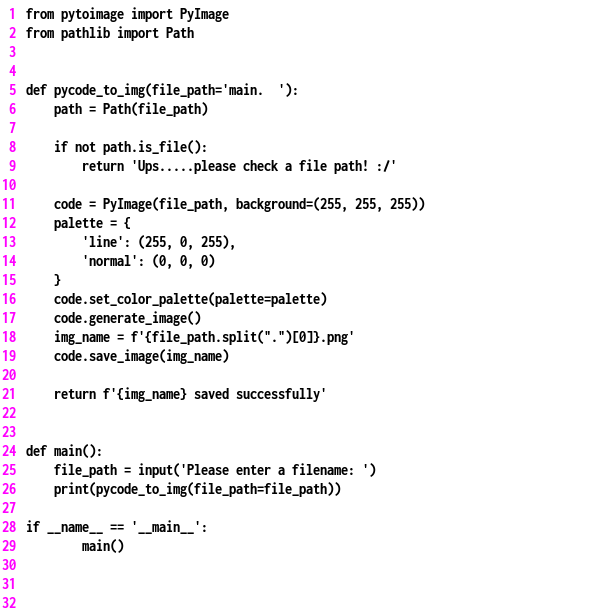 1 from pytoimage import PyImage
2 from pathlib import Path
3
4
5 def pycode_to_img(file_path='main.  '):
6     path = Path(file_path)
7
8     if not path.is_file():
9         return 'Ups.....please check a file path! :/'
10
11     code = PyImage(file_path, background=(255, 255, 255))
12     palette = {
13         'line': (255, 0, 255),
14         'normal': (0, 0, 0)
15     }
16     code.set_color_palette(palette=palette)
17     code.generate_image()
18     img_name = f'{file_path.split(".")[0]}.png'
19     code.save_image(img_name)
20
21     return f'{img_name} saved successfully'
22
23
24 def main():
25     file_path = input('Please enter a filename: ')
26     print(pycode_to_img(file_path=file_path))
27
28 if __name__ == '__main__':
29         main()
30
31
32